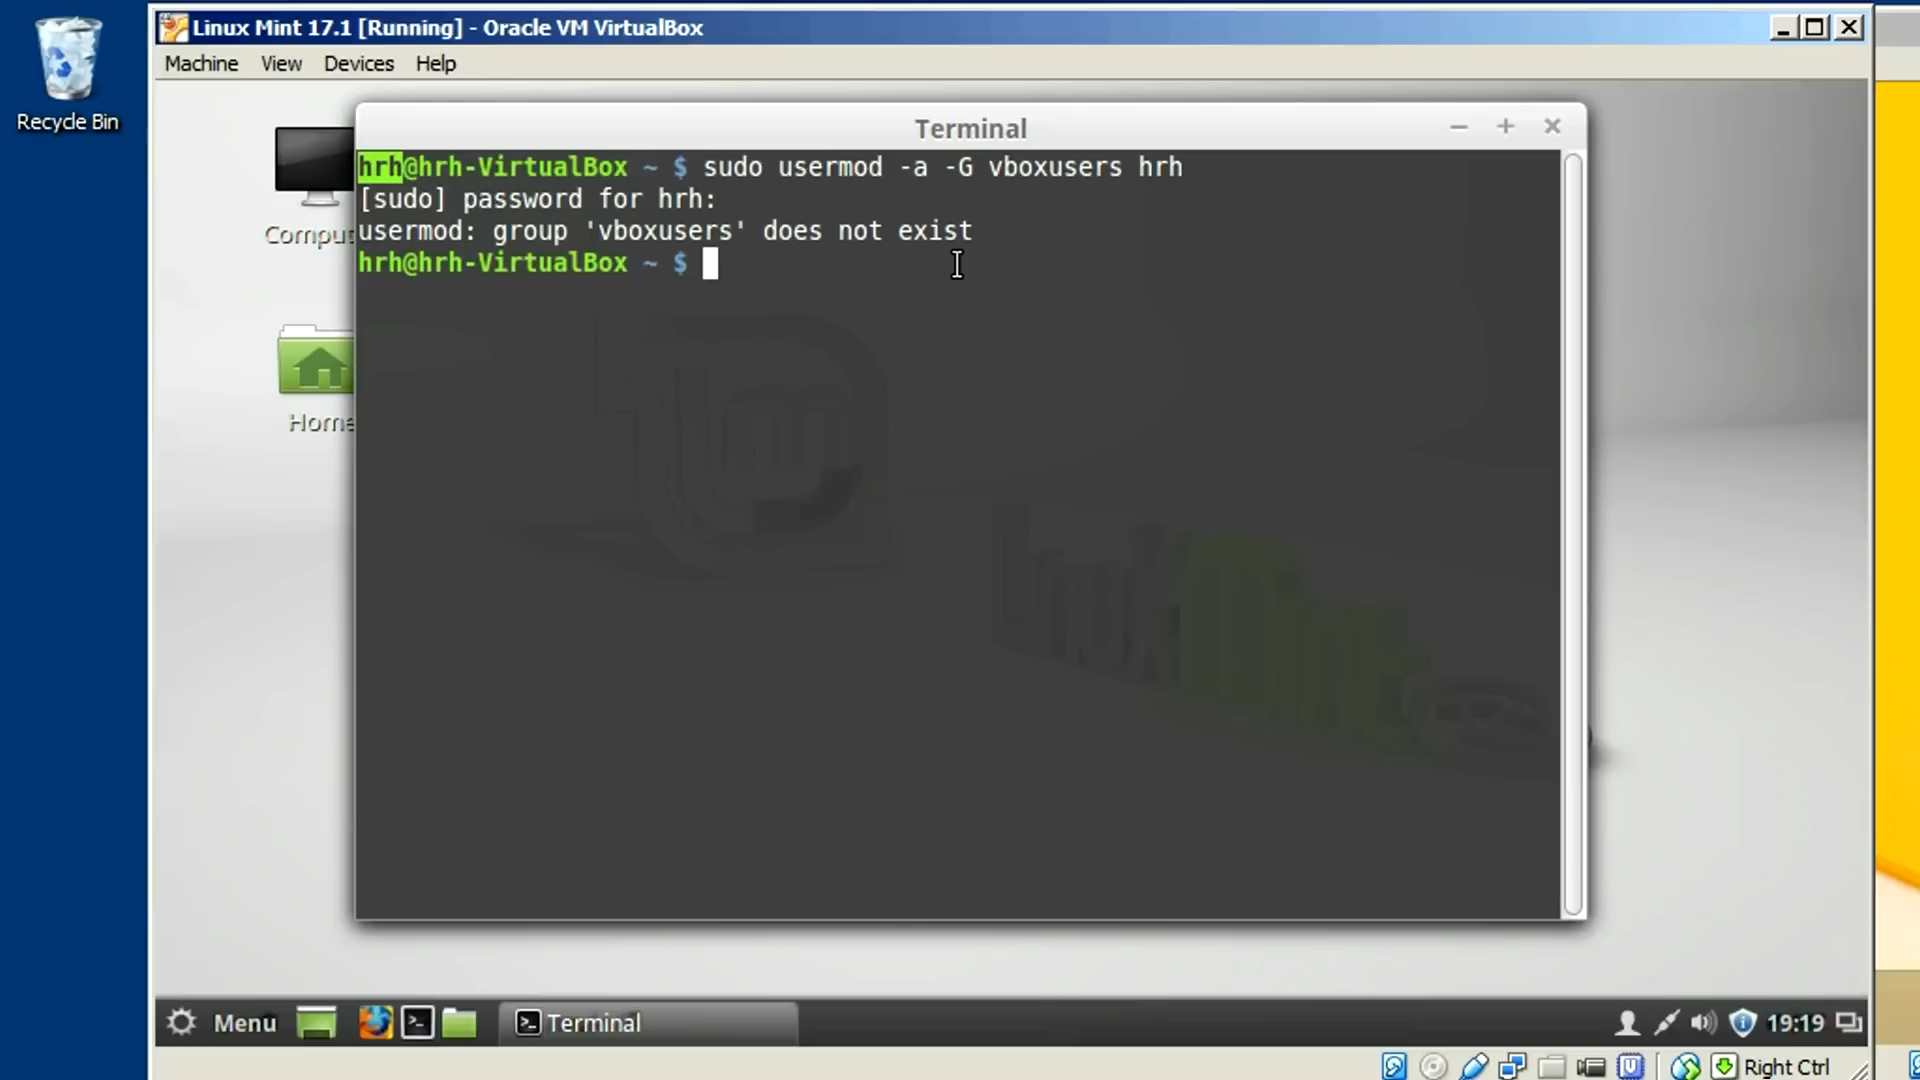 Linux Mint 17.1 [Running] - Oracle VM VirtualBox
Machine View Devices Help
Recycle Bin
Terminal
hrh@hrh-VirtualBox ~ $ sudo usermod -a -G vboxusers hrh
[sudo] password for hrh:
usermod: group 'vboxusers' does not exist
hrh@hrh-VirtualBox ~ $
Compu
Home
Menu
Terminal
19:19
Right Ctrl